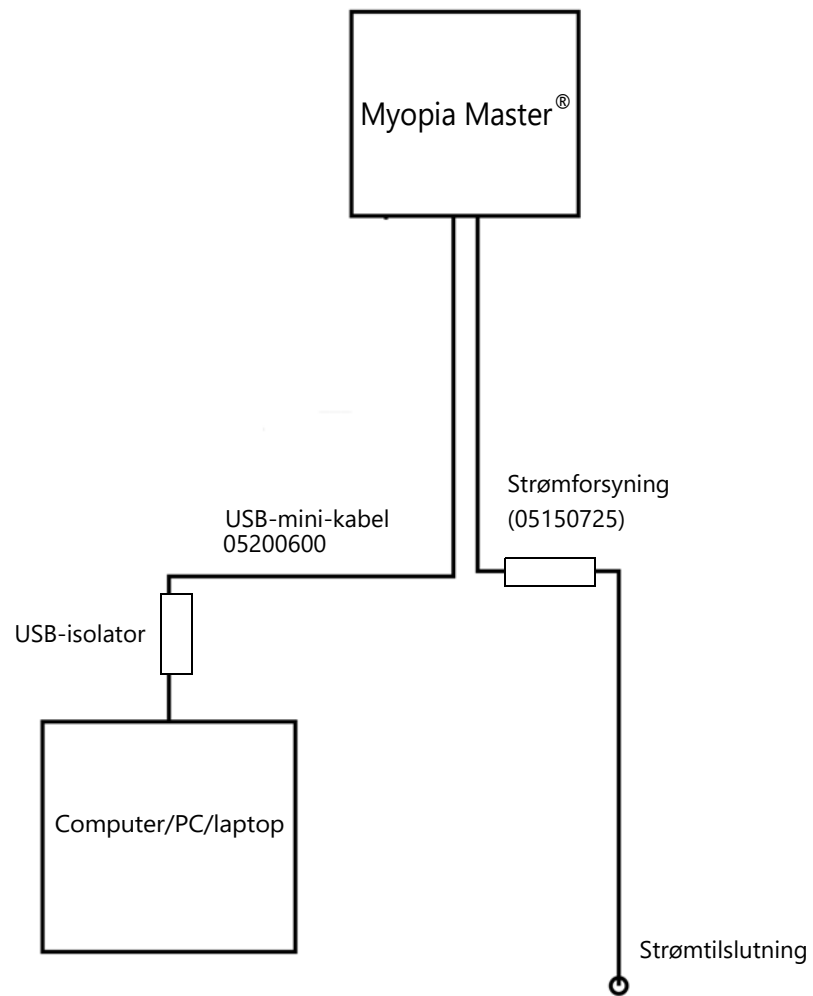 Myopia Master®
Strømforsyning
(05150725)
USB-mini-kabel
05200600
USB-isolator
Computer/PC/laptop
Strømtilslutning